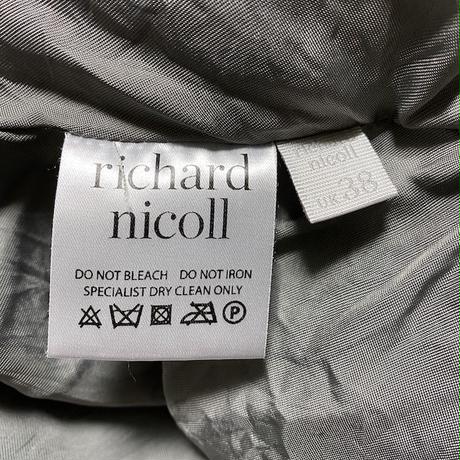 richard
nicoll
DO NOT BLEACH DO NOT IRON
SPECIALIST DRY CLEAN ONLY
P
richard
nicoll
UK 38